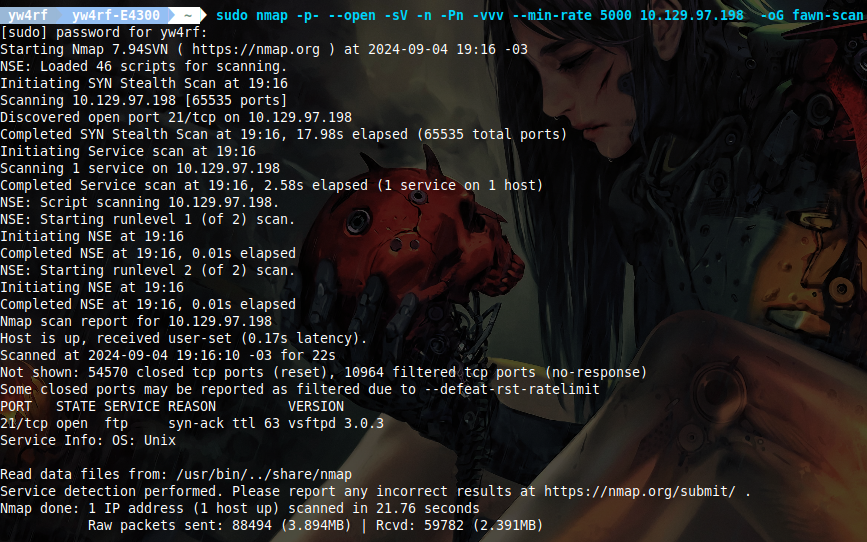 yw4rf yw4rf-E4300 ~ sudo nmap -p- --open -sV -n -Pn -vvv --min-rate 5000 10.129.97.198 -oG fawn-scan
[sudo] password for yw4rf:
Starting Nmap 7.94SVN ( https://nmap.org ) at 2024-09-04 19:16 -03
NSE: Loaded 46 scripts for scanning.
Initiating SYN Stealth Scan at 19:16
Scanning 10.129.97.198 [65535 ports]
Discovered open port 21/tcp on 10.129.97.198
Completed SYN Stealth Scan at 19:16, 17.98s elapsed (65535 total ports)
Initiating Service scan at 19:16
Scanning 1 service on 10.129.97.198
Completed Service scan at 19:16, 2.58s elapsed (1 service on 1 host)
NSE: Script scanning 10.129.97.198.
NSE: Starting runlevel 1 (of 2) scan.
Initiating NSE at 19:16
Completed NSE at 19:16, 0.01s elapsed
NSE: Starting runlevel 2 (of 2) scan.
Initiating NSE at 19:16
Completed NSE at 19:16, 0.01s elapsed
Nmap scan report for 10.129.97.198
Host is up, received user-set (0.17s latency).
Scanned at 2024-09-04 19:16:10 -03 for 22s
Not shown: 54570 closed tcp ports (reset), 10964 filtered tcp ports (no-response)
Some closed ports may be reported as filtered due to --defeat-rst-ratelimit
PORT   STATE SERVICE REASON         VERSION
21/tcp open  ftp     syn-ack ttl 63 vsftpd 3.0.3
Service Info: OS: Unix

Read data files from: /usr/bin/../share/nmap
Service detection performed. Please report any incorrect results at https://nmap.org/submit/ .
Nmap done: 1 IP address (1 host up) scanned in 21.76 seconds
           Raw packets sent: 88494 (3.894MB) | Rcvd: 59782 (2.391MB)